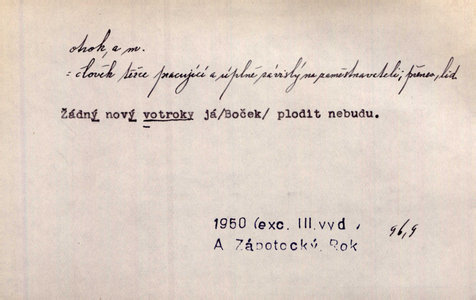 otrok, a m.
= člověk těžce pracující a úplně závislý na zaměstnavateli; přenes., lid.
Žádný nový votroky já/Boček/ plodit nebudu.
1950 (exc. III. vyd.
96,9
A. Zápotocký, Rok